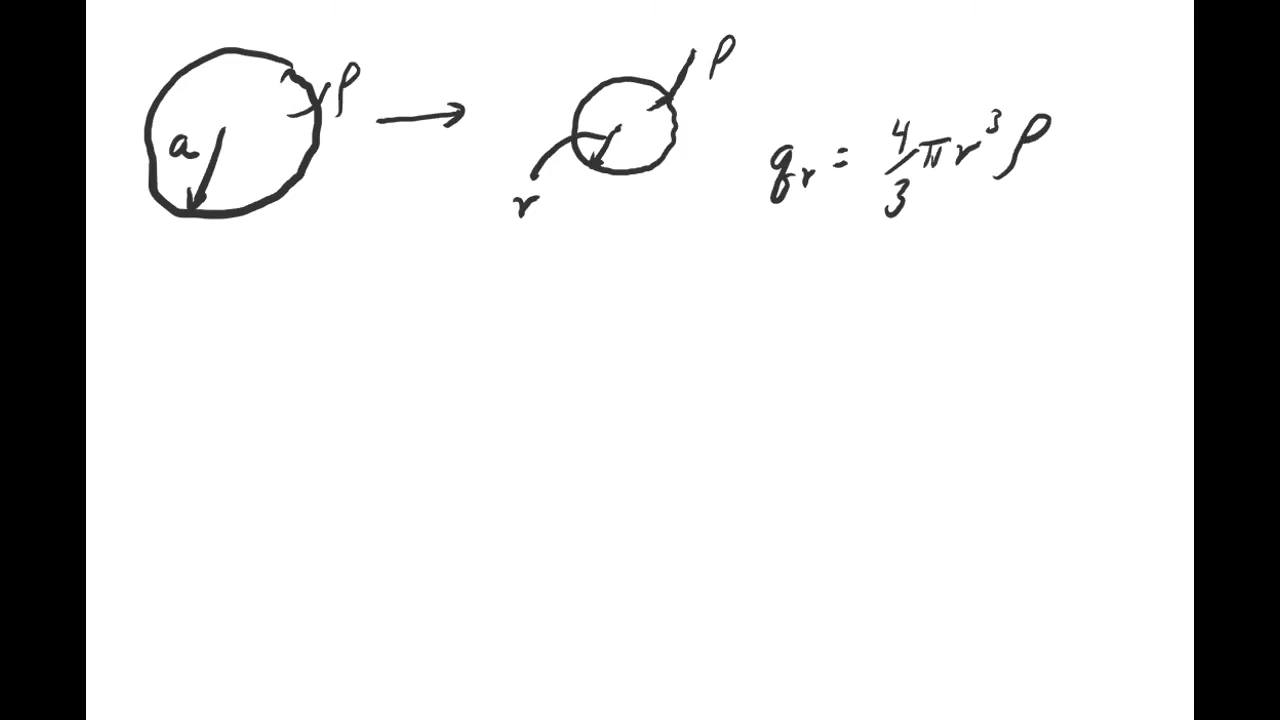 a
ρ
r
ρ
q_r = 4/3 π r³ ρ